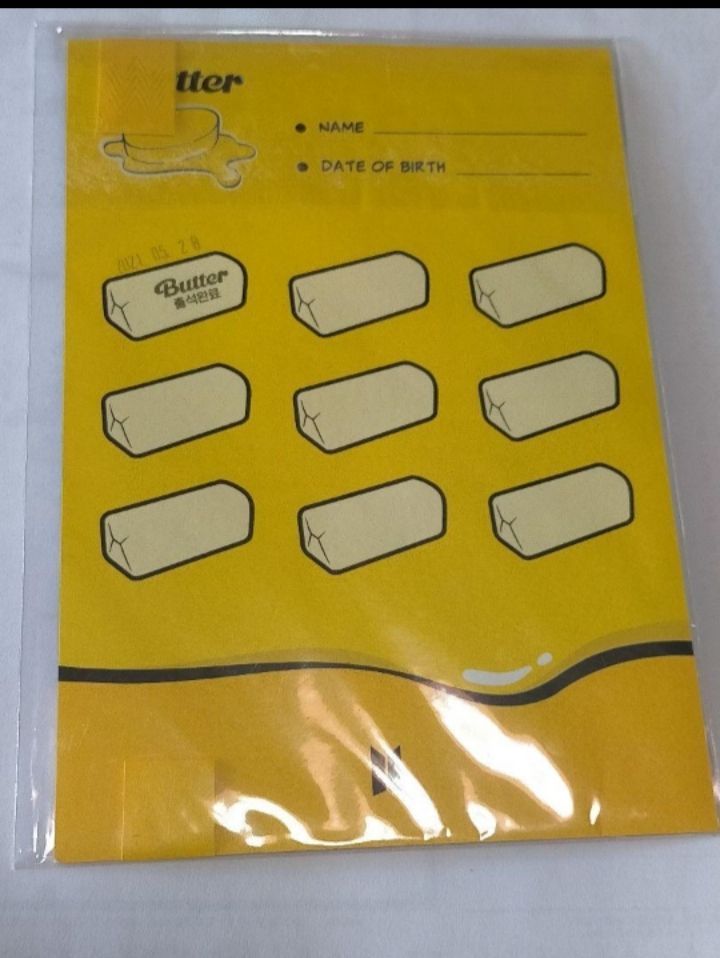 tter
NAME
DATE OF BIRTH
2021 05 28
Butter
출석완료